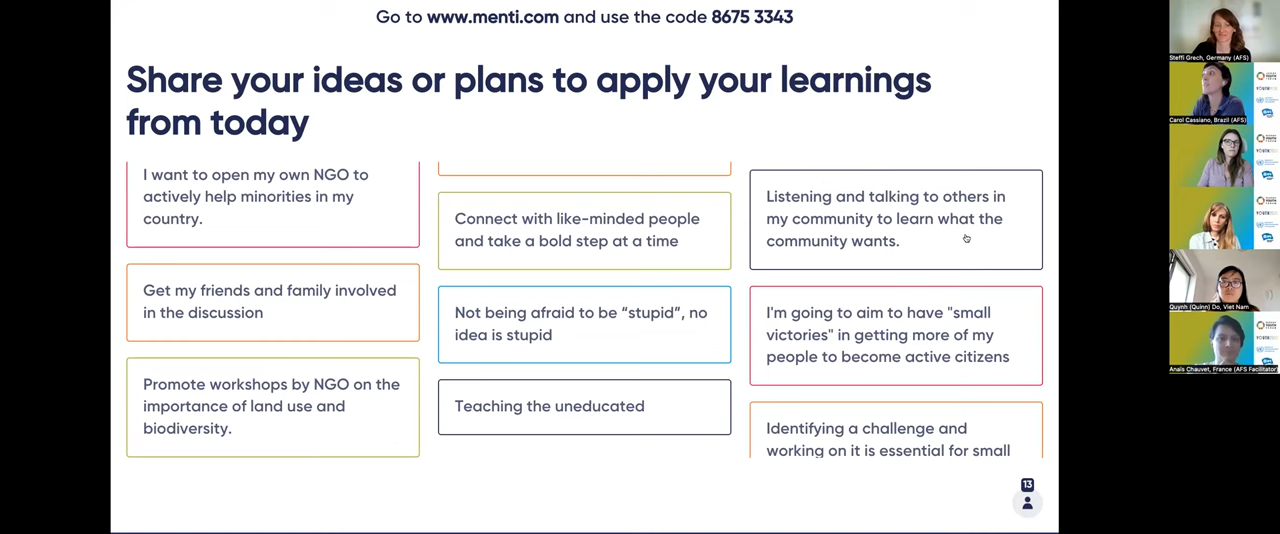 Go to www.menti.com and use the code 8675 3343
Share your ideas or plans to apply your learnings
from today
I want to open my own NGO to
actively help minorities in my
country.
Get my friends and family involved
in the discussion
Promote workshops by NGO on the
importance of land use and
biodiversity.
Connect with like-minded people
and take a bold step at a time
Not being afraid to be “stupid”, no
idea is stupid
Teaching the uneducated
Listening and talking to others in
my community to learn what the
community wants.
I'm going to aim to have "small
victories" in getting more of my
people to become active citizens
Identifying a challenge and
working on it is essential for small
13
Steffi Grech, Germany (AFS)
Carol Cassiano, Brazil (AFS)
Quynh (Quinn) Do, Viet Nam
Anaïs Chauvet, France (AFS Facilitator)